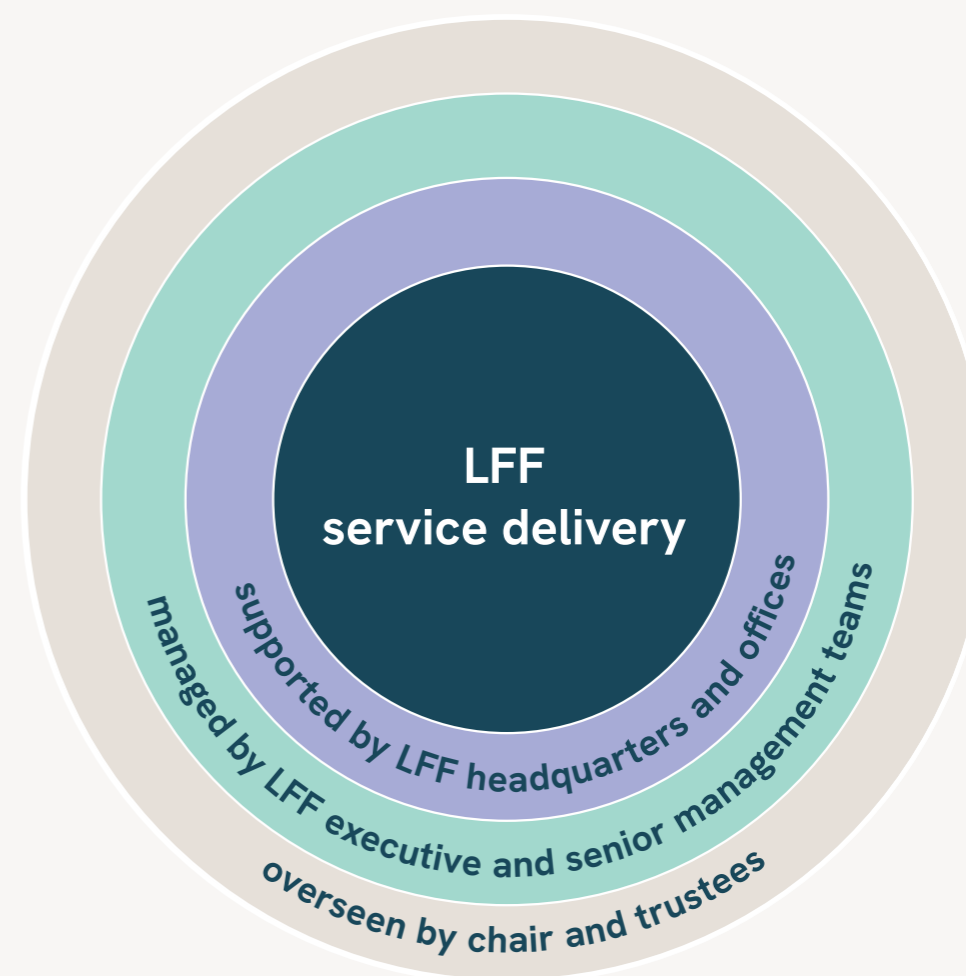 LFF
service delivery
supported by LFF headquarters and offices
managed by LFF executive and senior management teams
overseen by chair and trustees